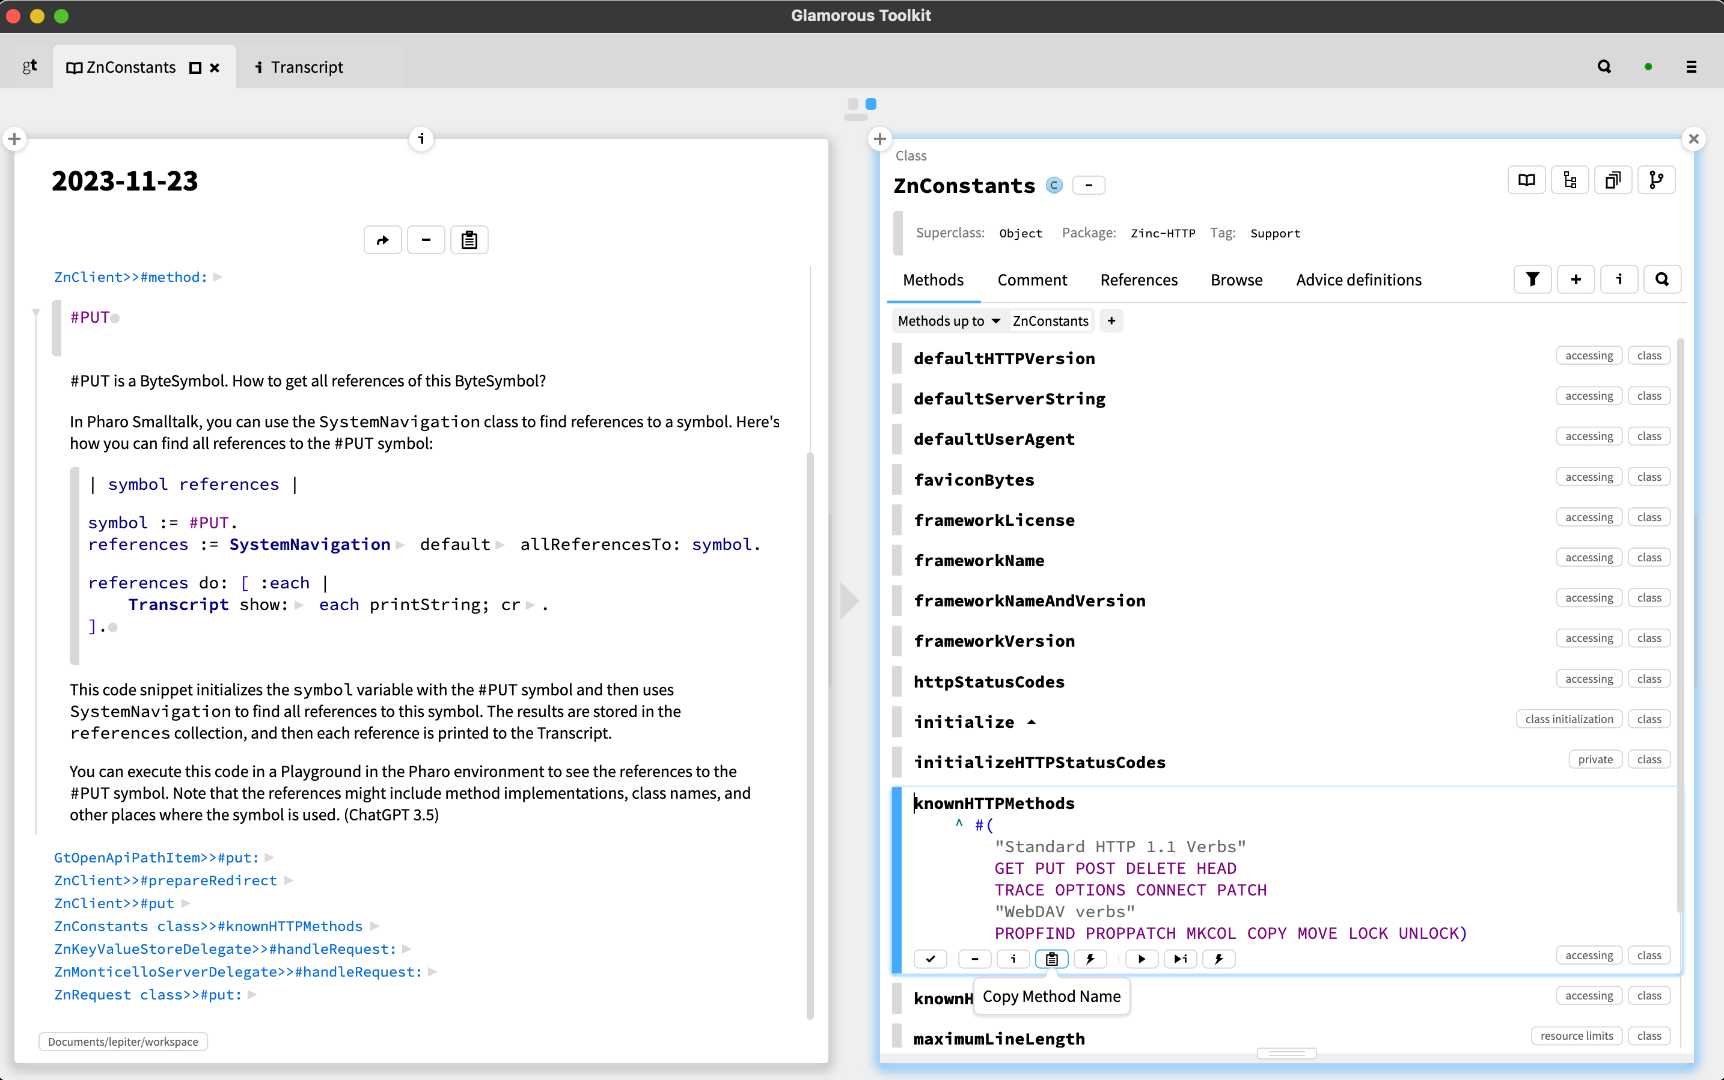 Glamorous Toolkit
gt
ZnConstants
i Transcript
i
2023-11-23
ZnClient>>#method:
#PUT
#PUT is a ByteSymbol. How to get all references of this ByteSymbol?
In Pharo Smalltalk, you can use the SystemNavigation class to find references to a symbol. Here's
how you can find all references to the #PUT symbol:
| symbol references |
symbol := #PUT.
references := SystemNavigation default allReferencesTo: symbol.
references do: [ :each |
Transcript show: each printString; cr .
].
This code snippet initializes the symbol variable with the #PUT symbol and then uses
SystemNavigation to find all references to this symbol. The results are stored in the
references collection, and then each reference is printed to the Transcript.
You can execute this code in a Playground in the Pharo environment to see the references to the
#PUT symbol. Note that the references might include method implementations, class names, and
other places where the symbol is used. (ChatGPT 3.5)
GtOpenApiPathItem>>#put:
ZnClient>>#prepareRedirect
ZnClient>>#put
ZnConstants class>>#knownHTTPMethods
ZnKeyValueStoreDelegate>>#handleRequest:
ZnMonticelloServerDelegate>>#handleRequest:
ZnRequest class>>#put:
Documents/lepiter/workspace
Class
ZnConstants C -
Superclass: Object Package: Zinc-HTTP Tag: Support
Methods Comment References Browse Advice definitions + i
Methods up to ZnConstants +
defaultHTTPVersion accessing class
defaultServerString accessing class
defaultUserAgent accessing class
faviconBytes accessing class
frameworkLicense accessing class
frameworkName accessing class
frameworkNameAndVersion accessing class
frameworkVersion accessing class
httpStatusCodes accessing class
initialize class initialization class
initializeHTTPStatusCodes private class
knownHTTPMethods
^ #(
"Standard HTTP 1.1 Verbs"
GET PUT POST DELETE HEAD
TRACE OPTIONS CONNECT PATCH
"WebDAV verbs"
PROPFIND PROPPATCH MKCOL COPY MOVE LOCK UNLOCK)
accessing class
Copy Method Name
knownH accessing class
maximumLineLength resource limits class